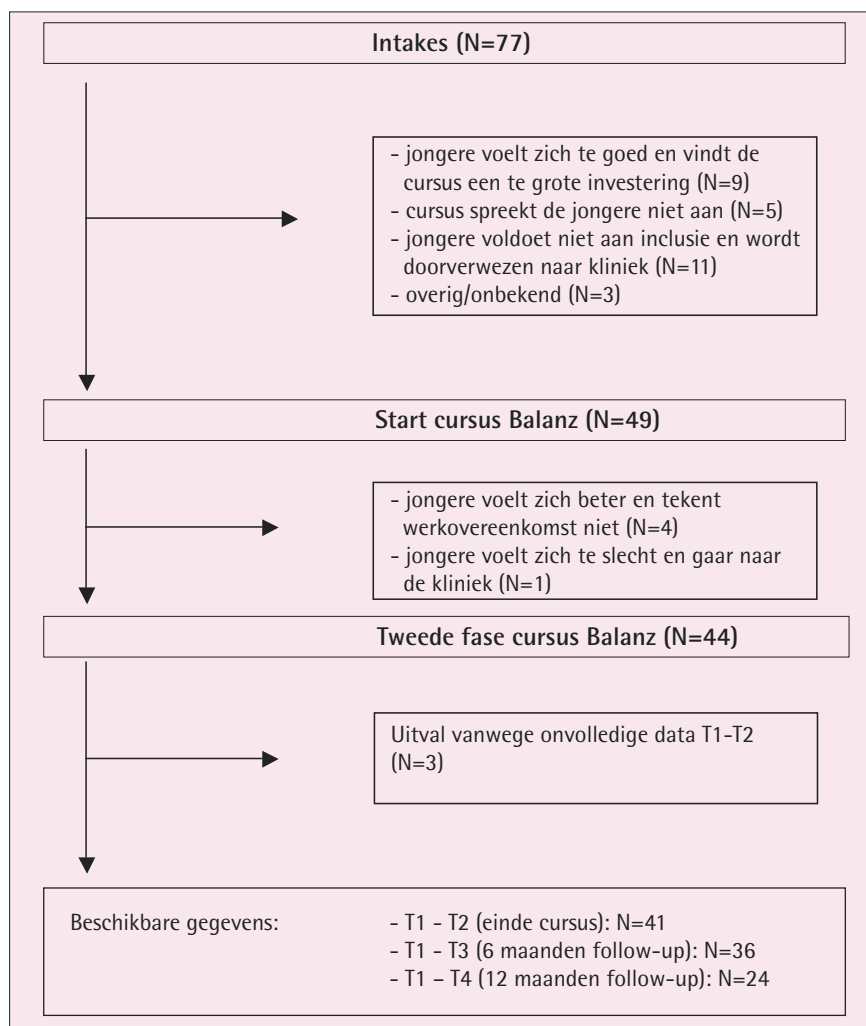 Intakes (N=77)
- jongere voelt zich te goed en vindt de
cursus een te grote investering (N=9)
- cursus spreekt de jongere niet aan (N=5)
- jongere voldoet niet aan inclusie en wordt
doorverwezen naar kliniek (N=11)
- overig/onbekend (N=3)
Start cursus Balanz (N=49)
- jongere voelt zich beter en tekent
werkovereenkomst niet (N=4)
- jongere voelt zich te slecht en gaar naar
de kliniek (N=1)
Tweede fase cursus Balanz (N=44)
Uitval vanwege onvolledige data T1-T2
(N=3)
Beschikbare gegevens: - T1 - T2 (einde cursus): N=41
- T1 - T3 (6 maanden follow-up): N=36
- T1 – T4 (12 maanden follow-up): N=24